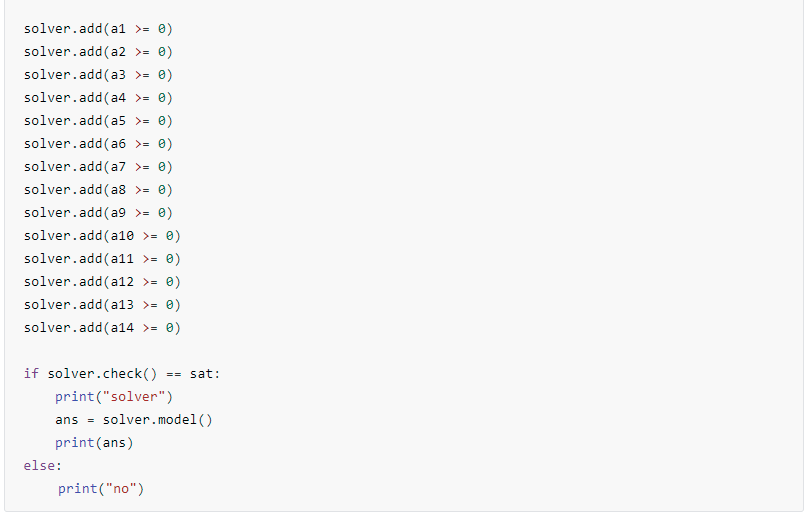 solver.add(a1 >= 0)
solver.add(a2 >= 0)
solver.add(a3 >= 0)
solver.add(a4 >= 0)
solver.add(a5 >= 0)
solver.add(a6 >= 0)
solver.add(a7 >= 0)
solver.add(a8 >= 0)
solver.add(a9 >= 0)
solver.add(a10 >= 0)
solver.add(a11 >= 0)
solver.add(a12 >= 0)
solver.add(a13 >= 0)
solver.add(a14 >= 0)

if solver.check() == sat:
    print("solver")
    ans = solver.model()
    print(ans)
else:
    print("no")